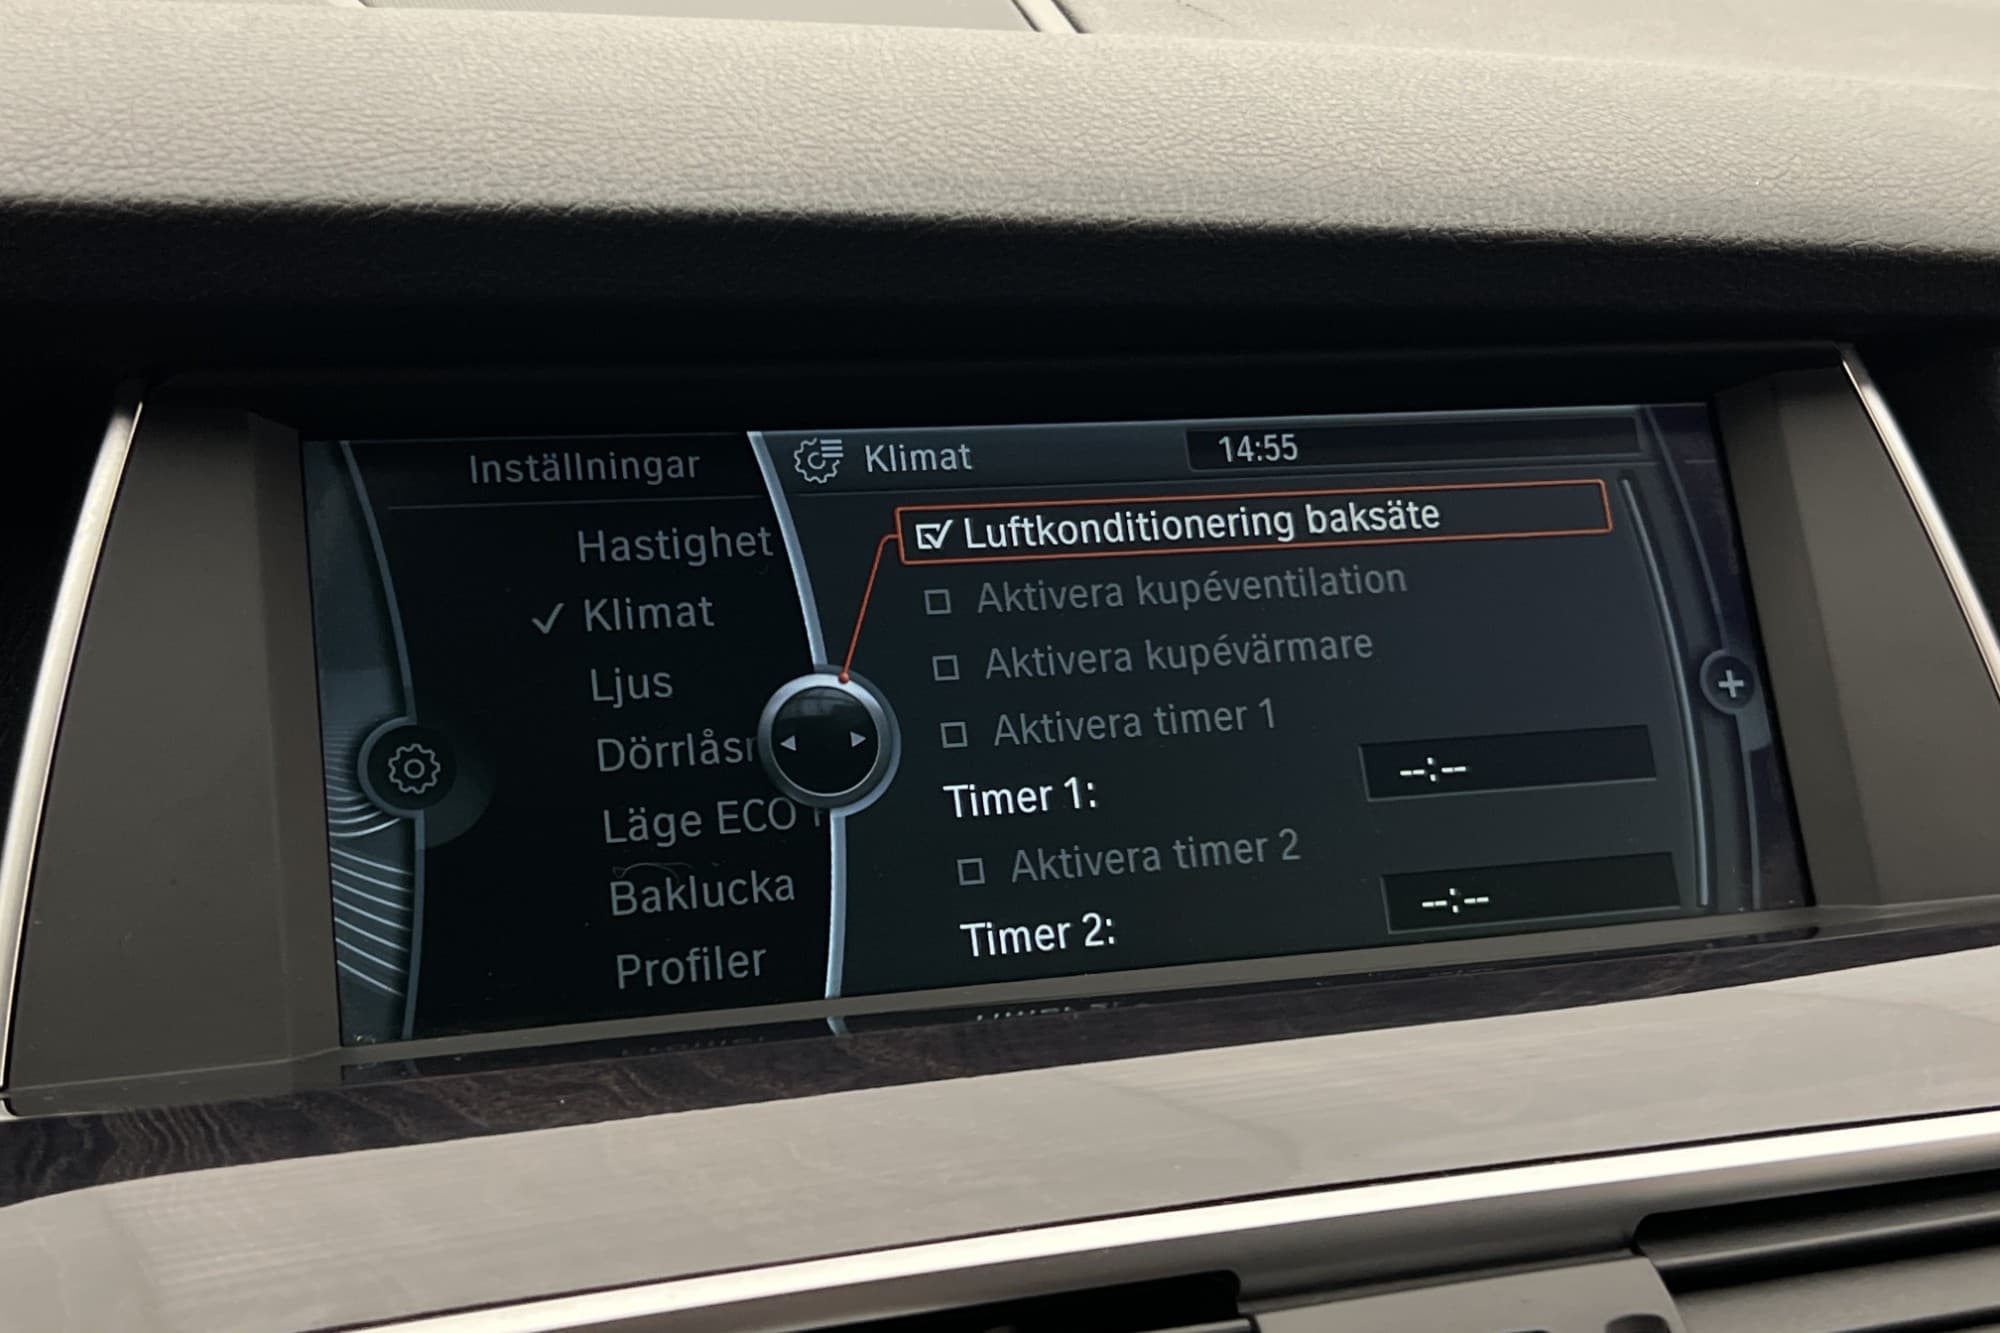 Inställningar
Hastighet
Klimat
Ljus
Läge ECO
Baklucka
Profiler
Klimat
14:55
Luftkonditionering baksäte
Aktivera kupéventilation
Aktivera kupévärmare
Aktivera timer 1
Timer 1: --:--
Aktivera timer 2
Timer 2: --:--